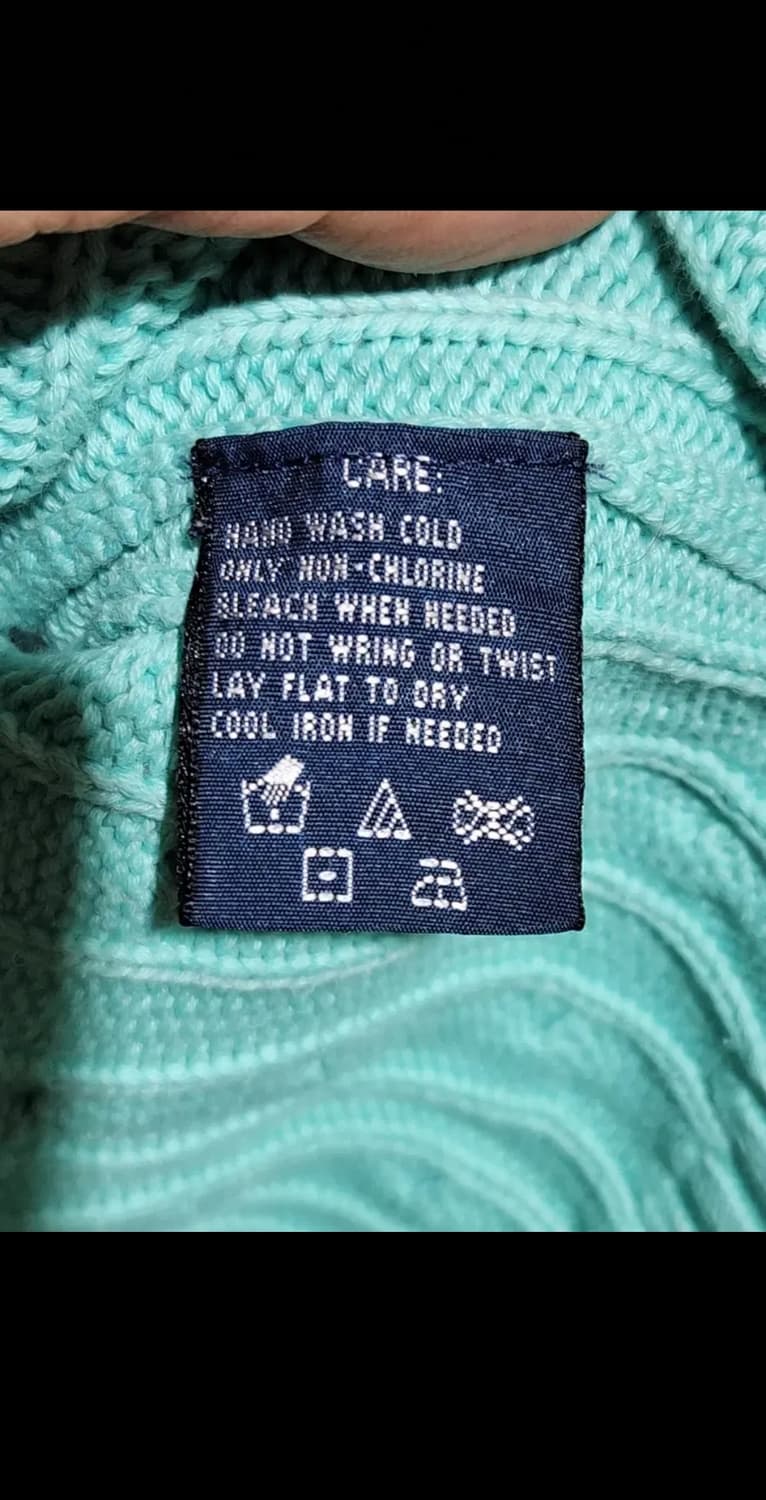 CARE:
HAND WASH COLD
ONLY NON-CHLORINE
BLEACH WHEN NEEDED
DO NOT WRING OR TWIST
LAY FLAT TO DRY
COOL IRON IF NEEDED